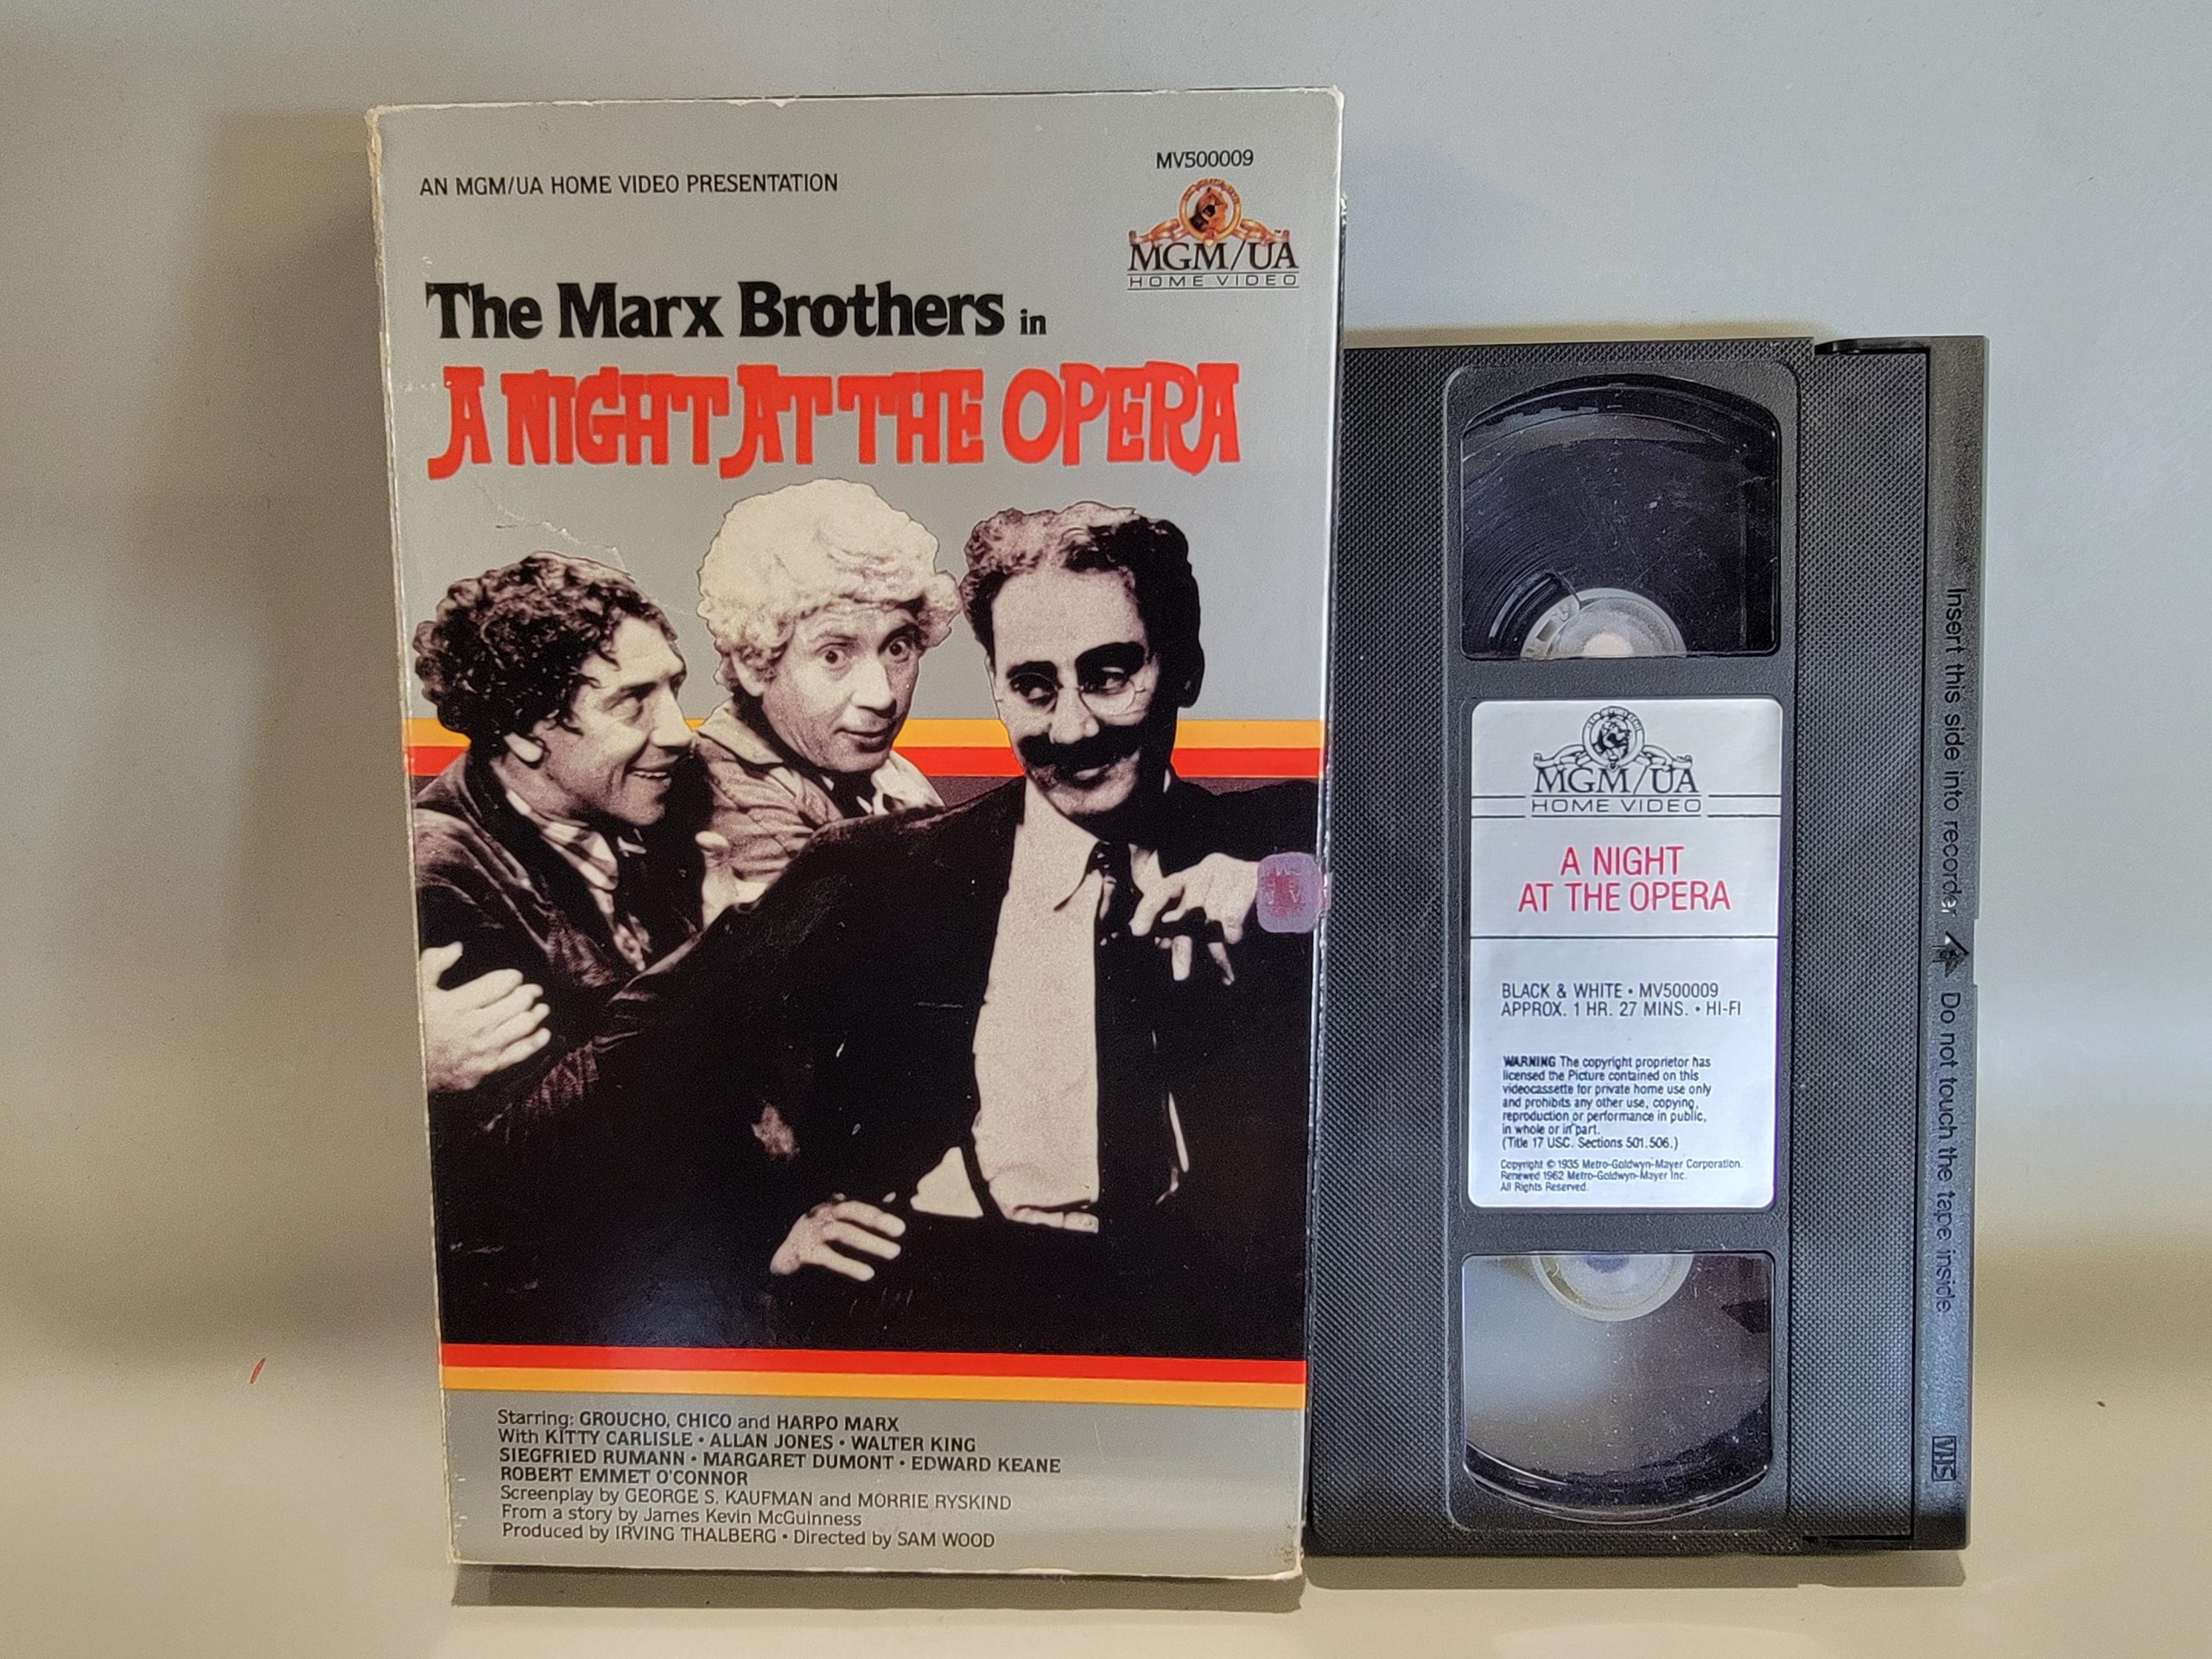 AN MGM/UA HOME VIDEO PRESENTATION
MV500009
MGM/UA
HOME VIDEO
The Marx Brothers in
A NIGHT AT THE OPERA
Starring: GROUCHO, CHICO and HARPO MARX
With KITTY CARLISLE • ALLAN JONES • WALTER KING
SIEGFRIED RUMANN • MARGARET DUMONT • EDWARD KEANE
ROBERT EMMET O'CONNOR
Screenplay by GEORGE S. KAUFMAN and MORRIE RYSKIND
From a story by James Kevin McGuinness
Produced by IRVING THALBERG • Directed by SAM WOOD
MGM/UA
HOME VIDEO
A NIGHT
AT THE OPERA
BLACK & WHITE • MV500009
APPROX. 1 HR. 27 MINS. • HI-FI
WARNING The copyright proprietor has
licensed the Picture contained on this
videocassette for private home use only
and prohibits any other use, copying,
reproduction or performance in public,
in whole or in part.
(Title 17 USC. Sections 501.506.)
Copyright © 1935 Metro-Goldwyn-Mayer Corporation.
Renewed 1962 Metro-Goldwyn-Mayer Inc.
All Rights Reserved.
Insert this side into recorder Do not touch the tape inside
VHS